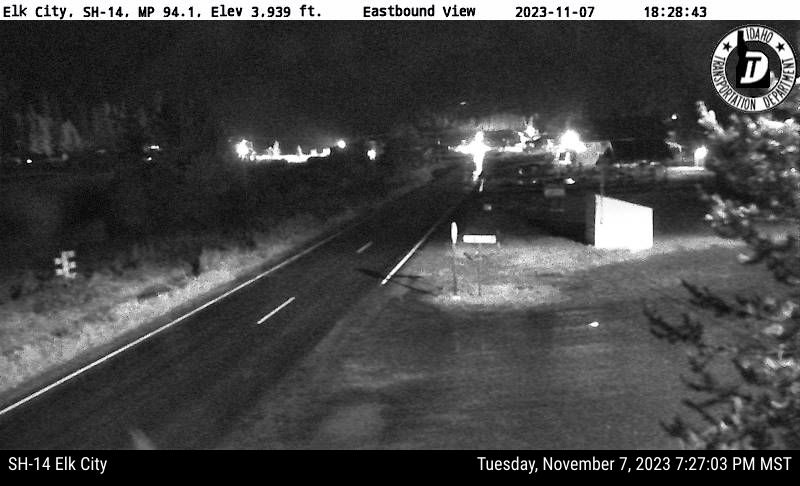 Elk City, SH-14, MP 94.1, Elev 3,939 ft. Eastbound View 2023-11-07 18:28:43
IDAHO
TRANSPORTATION DEPARTMENT
SH-14 Elk City Tuesday, November 7, 2023 7:27:03 PM MST